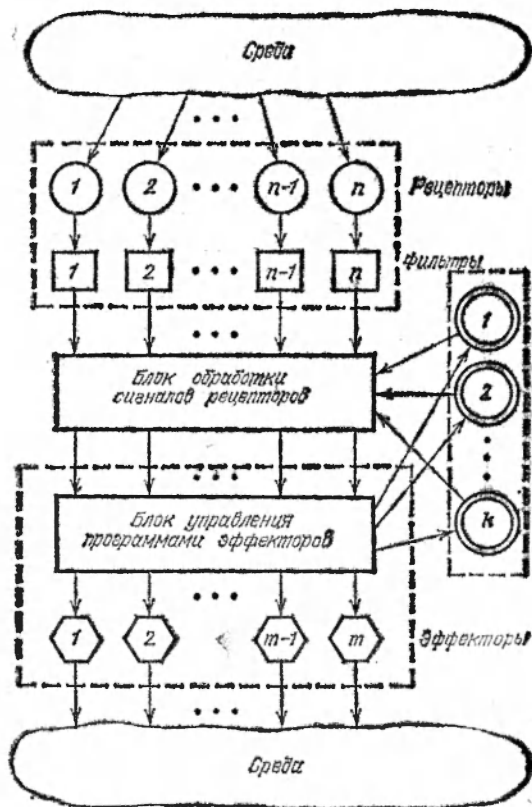 Среда
1 2 n-1 n
Рецепторы
1 2 n-1 n
Фильтры
1
Блок обработки
сигналов рецепторов
2
k
Блок управления
программами эффекторов
1 2 m-1 m
Эффекторы
Среда